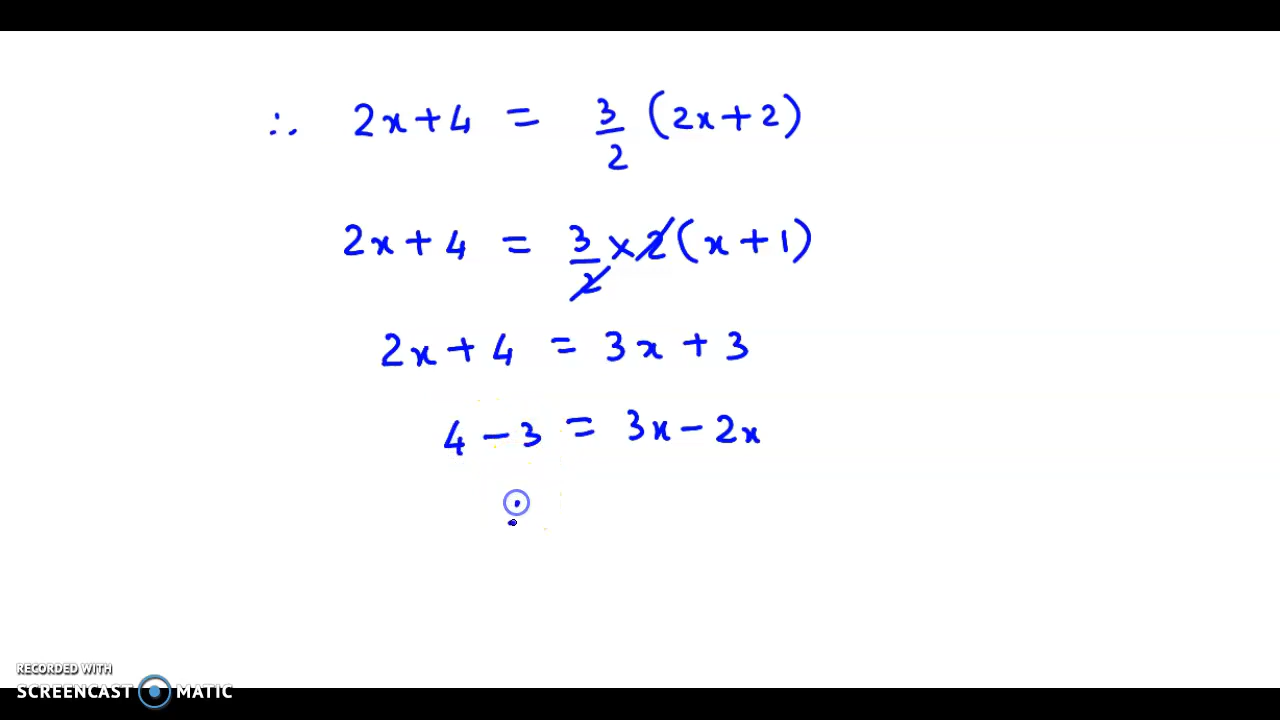 ∴ 2x+4 = 3/2 (2x+2)
2x+4 = 3/2 × 2(x+1)
2x+4 = 3x+3
4-3 = 3x-2x
RECORDED WITH
SCREENCAST MATIC